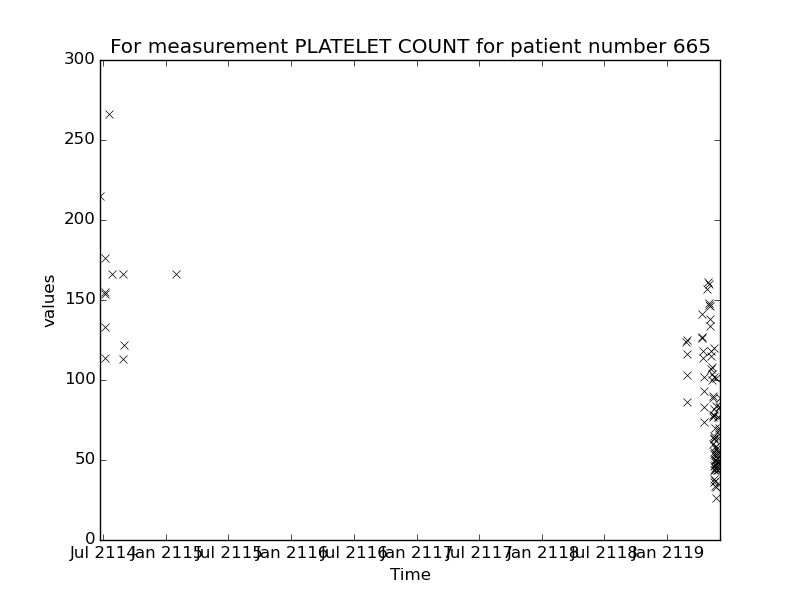 For measurement PLATELET COUNT for patient number 665
300
250
200
150
100
50
0
values
Jul 2114 Jan 2115 Jul 2115 Jan 2116 Jul 2116 Jan 2117 Jul 2117 Jan 2118 Jul 2118 Jan 2119
Time